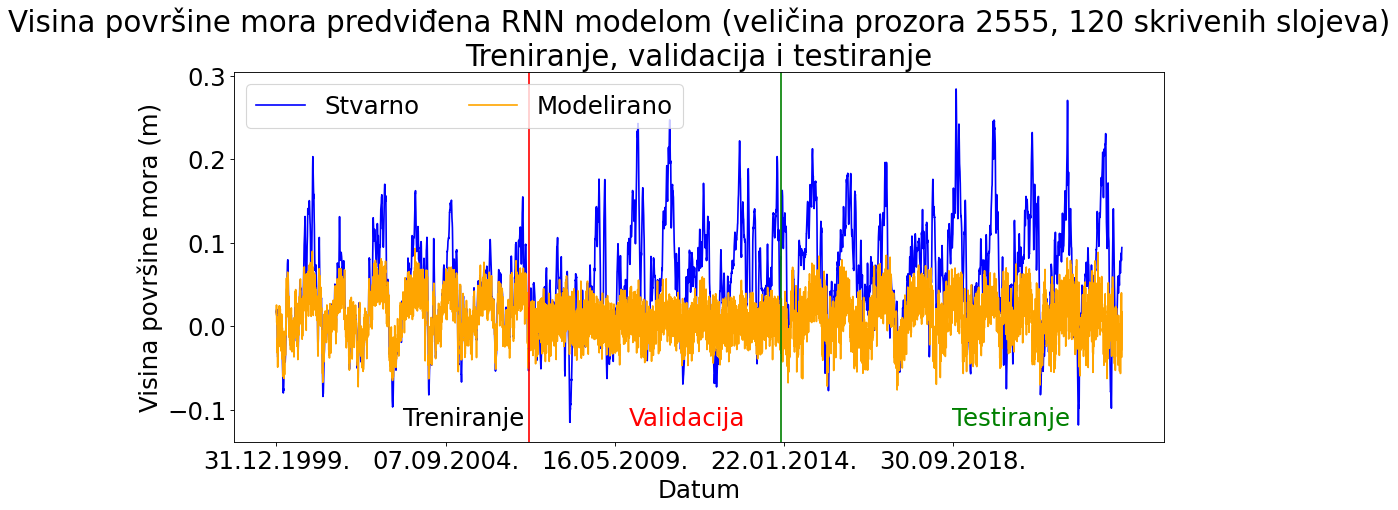 Visina površine mora predviđena RNN modelom (veličina prozora 2555, 120 skrivenih slojeva)
Treniranje, validacija i testiranje
Stvarno
Modelirano
Visina površine mora (m)
0.3
0.2
0.1
0.0
−0.1
Treniranje
Validacija
Testiranje
31.12.1999.
07.09.2004.
16.05.2009.
22.01.2014.
30.09.2018.
Datum